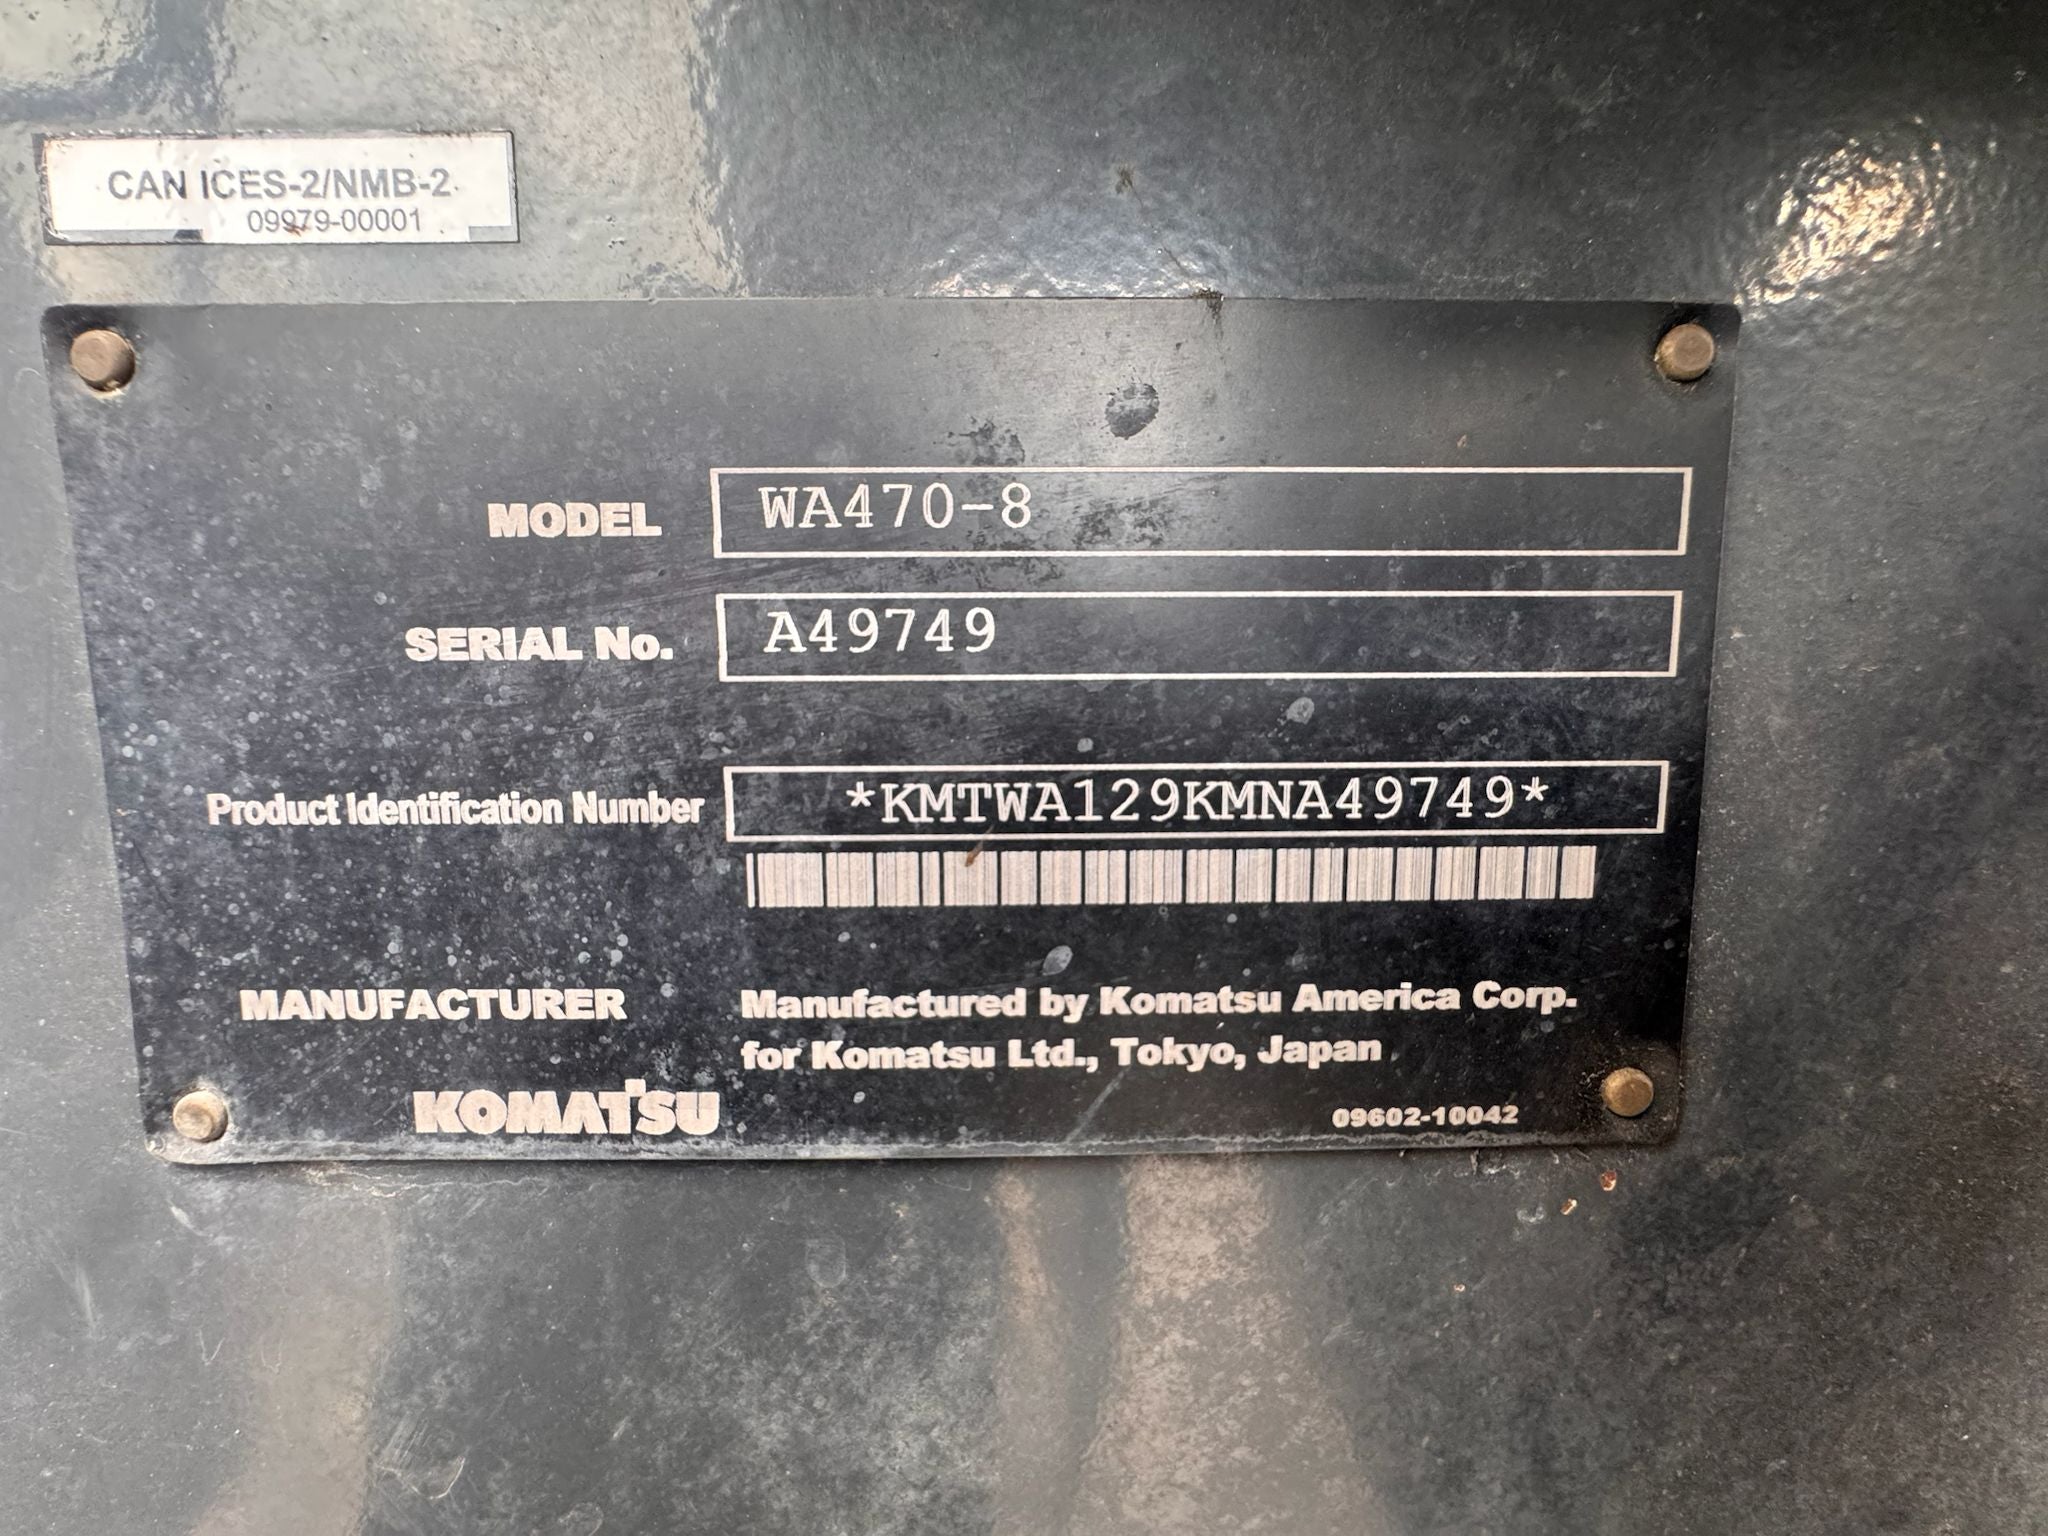 CAN ICES-2/NMB-2
09979-00001
MODEL WA470-8
SERIAL No. A49749
Product Identification Number *KMTWA129KMNA49749*
MANUFACTURER Manufactured by Komatsu America Corp.
for Komatsu Ltd., Tokyo, Japan
KOMATSU
09602-10042